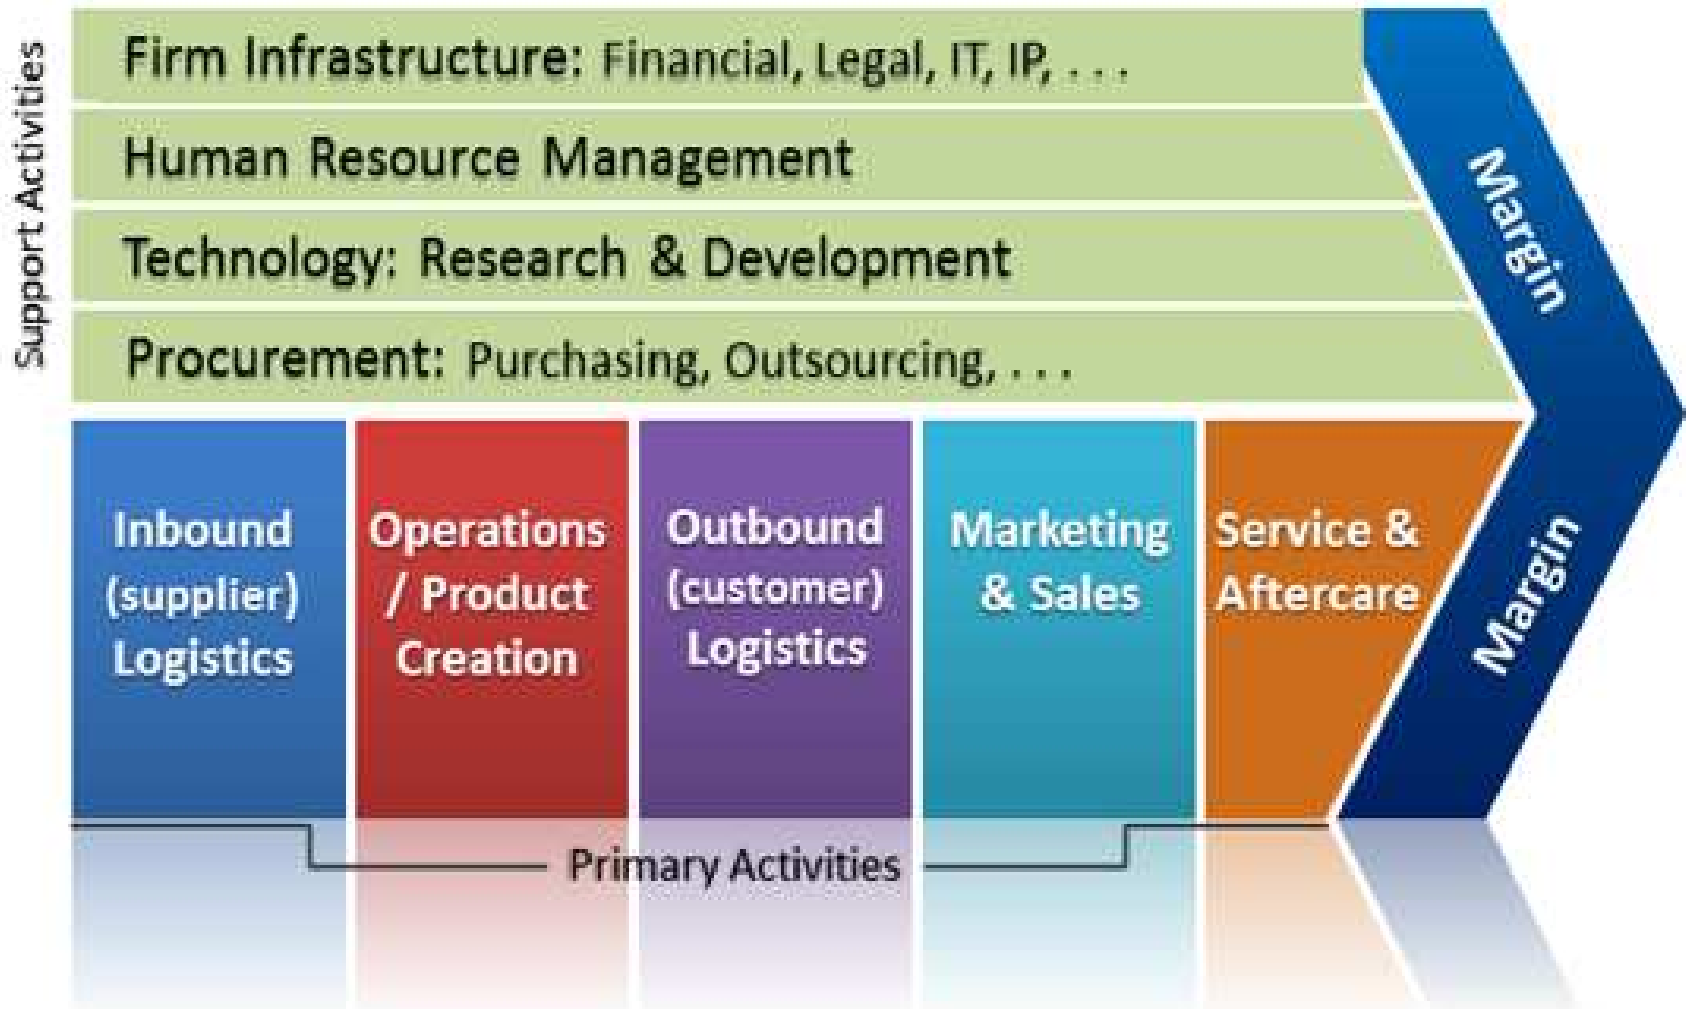 Support Activities
Firm Infrastructure: Financial, Legal, IT, IP, . . .
Human Resource Management
Technology: Research & Development
Procurement: Purchasing, Outsourcing, . . .
Margin
Inbound
(supplier)
Logistics
Operations
/ Product
Creation
Outbound
(customer)
Logistics
Marketing
& Sales
Service &
Aftercare
Margin
Primary Activities